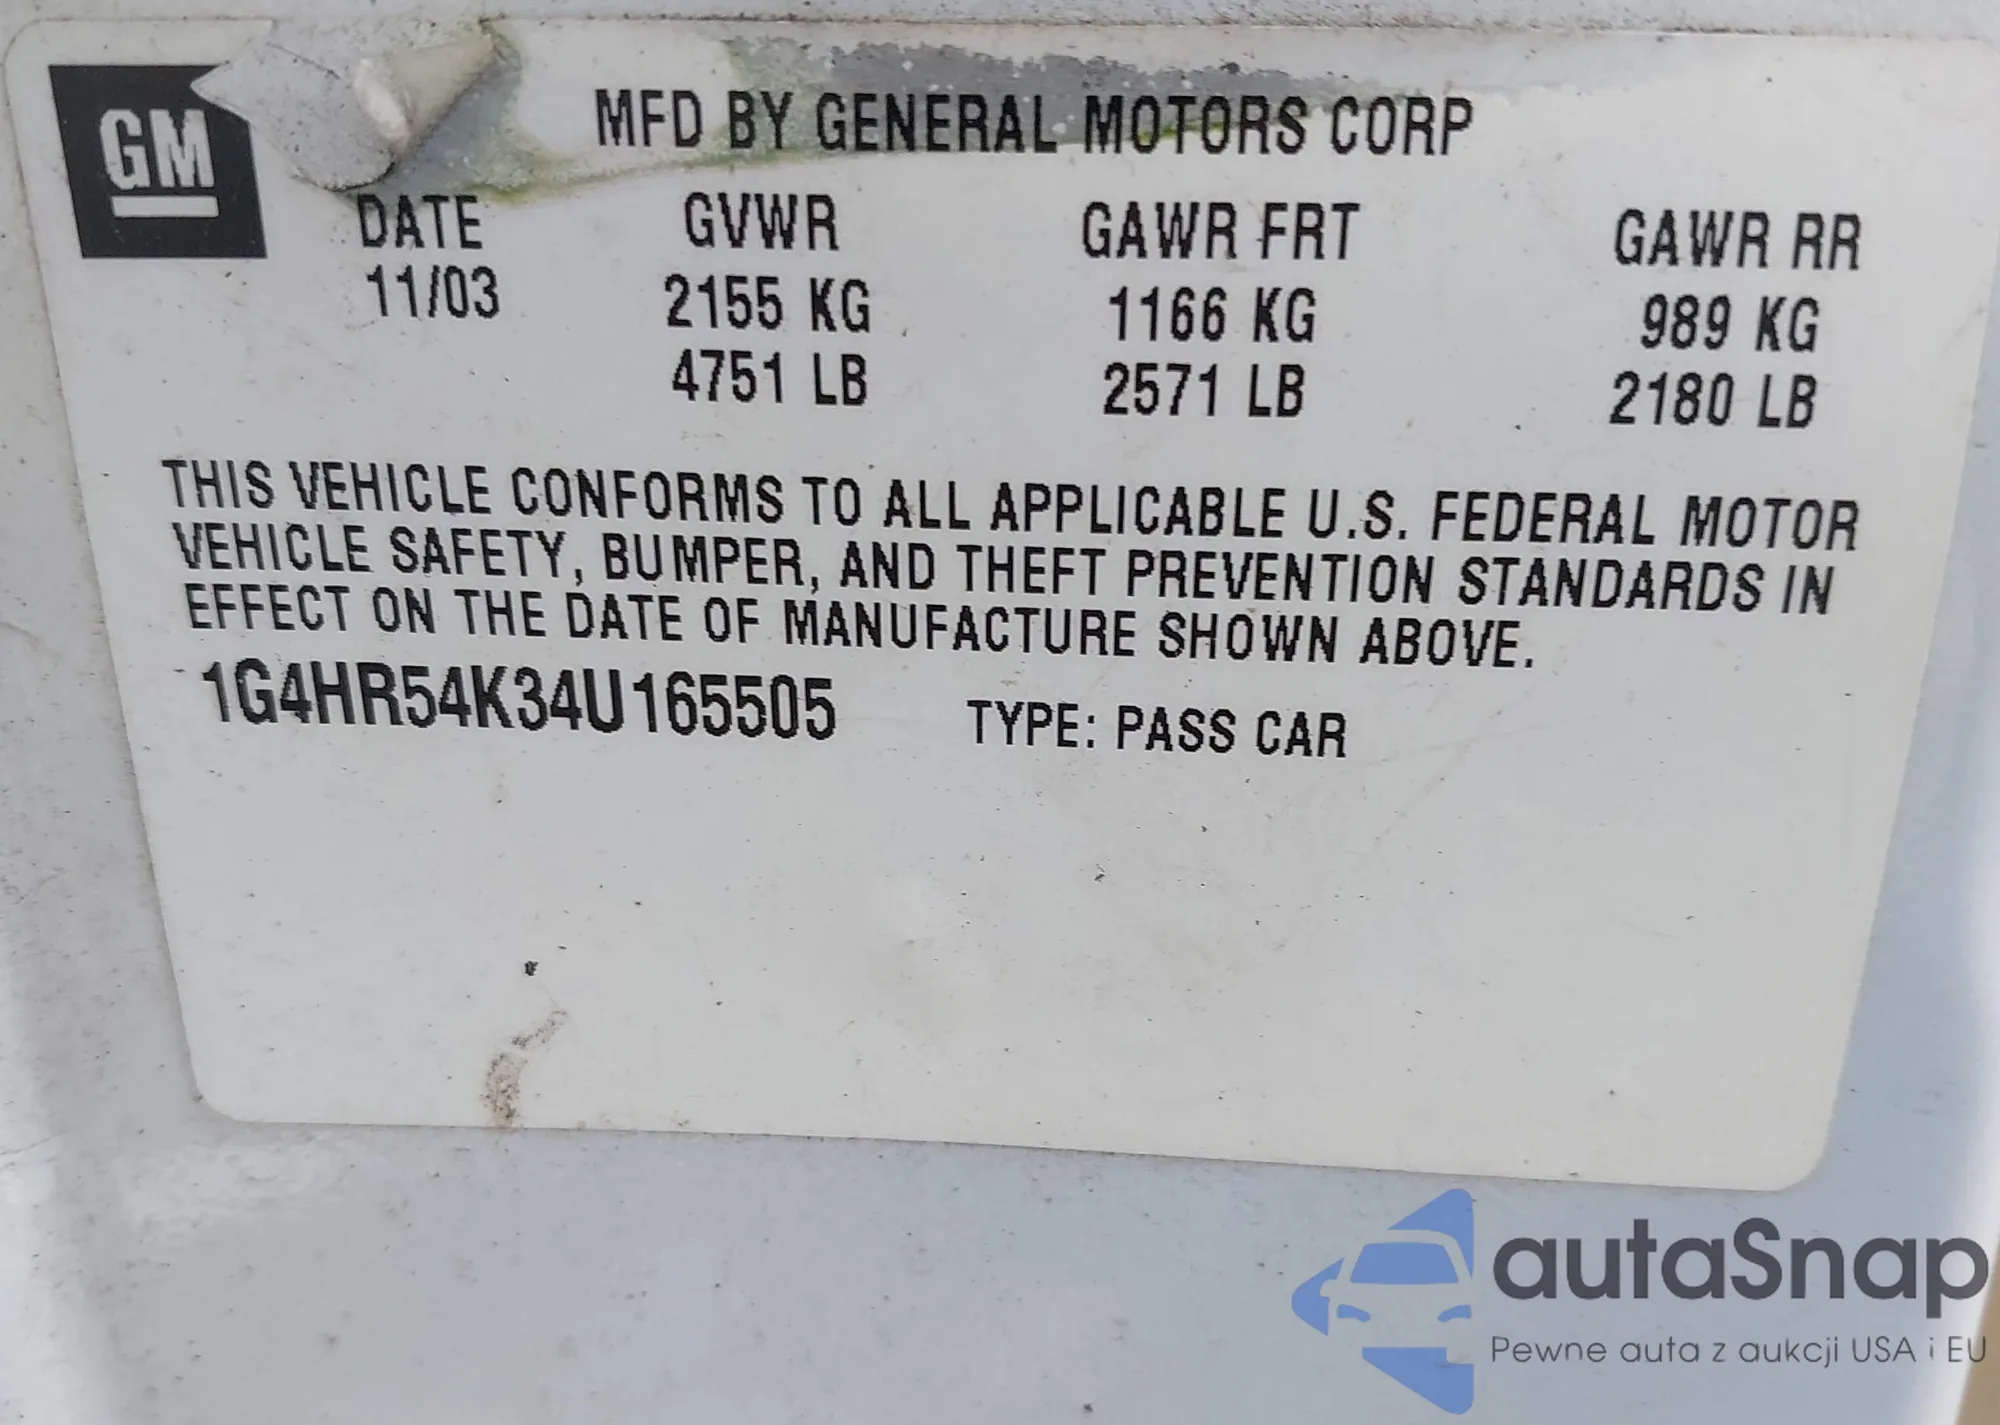 GM
MFD BY GENERAL MOTORS CORP
DATE GVWR GAWR FRT GAWR RR
11/03 2155 KG 1166 KG 989 KG
4751 LB 2571 LB 2180 LB
THIS VEHICLE CONFORMS TO ALL APPLICABLE U.S. FEDERAL MOTOR
VEHICLE SAFETY, BUMPER, AND THEFT PREVENTION STANDARDS IN
EFFECT ON THE DATE OF MANUFACTURE SHOWN ABOVE.
1G4HR54K34U165505 TYPE: PASS CAR
autaSnap
Pewne auta z aukcji USA i EU